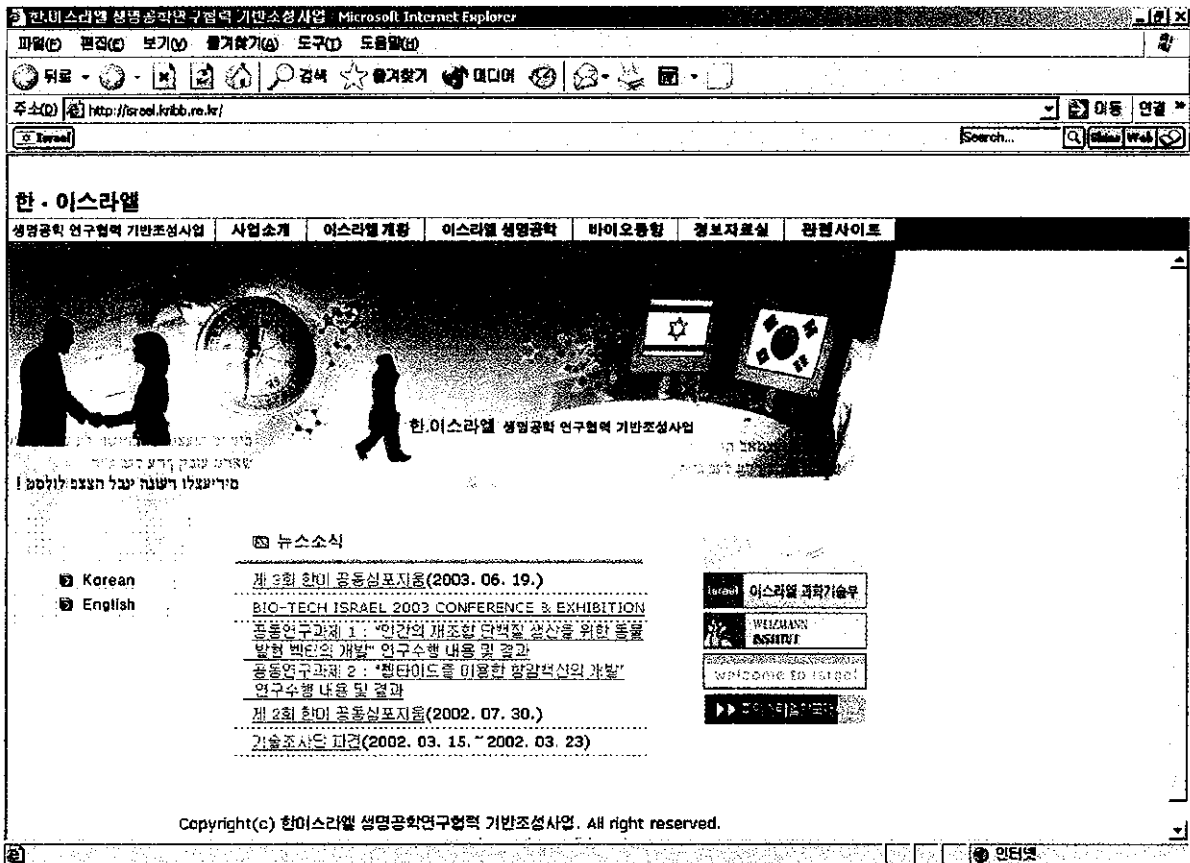 한.이스라엘 생명공학연구협력 기반조성사업 - Microsoft Internet Explorer
파일(F) 편집(E) 보기(V) 즐겨찾기(A) 도구(T) 도움말(H)
뒤로 검색 즐겨찾기 미디어
주소(D) http://israel.kribb.re.kr/ 이동 연결 »
Israel Search... Web
한 · 이스라엘
생명공학 연구협력 기반조성사업 사업소개 이스라엘 개황 이스라엘 생명공학 바이오동향 정보자료실 관련사이트
한.이스라엘 생명공학 연구협력 기반조성사업
뉴스소식
Korean
English
제 3회 한이 공동심포지움(2003. 06. 19.)
BIO-TECH ISRAEL 2003 CONFERENCE & EXHIBITION
공동연구과제 1 : "인간의 재조합 단백질 생산을 위한 동물
발현 벡터의 개발" 연구수행 내용 및 결과
공동연구과제 2 : "펩타이드를 이용한 항암백신의 개발"
연구수행 내용 및 결과
제 2회 한이 공동심포지움(2002. 07. 30.)
기술조사단 파견(2002. 03. 15.~2002. 03. 23)
Israel 이스라엘 과학기술부
WEIZMANN
INSTITUTE
welcome to israel
Copyright(c) 한이스라엘 생명공학연구협력 기반조성사업. All right reserved.
인터넷